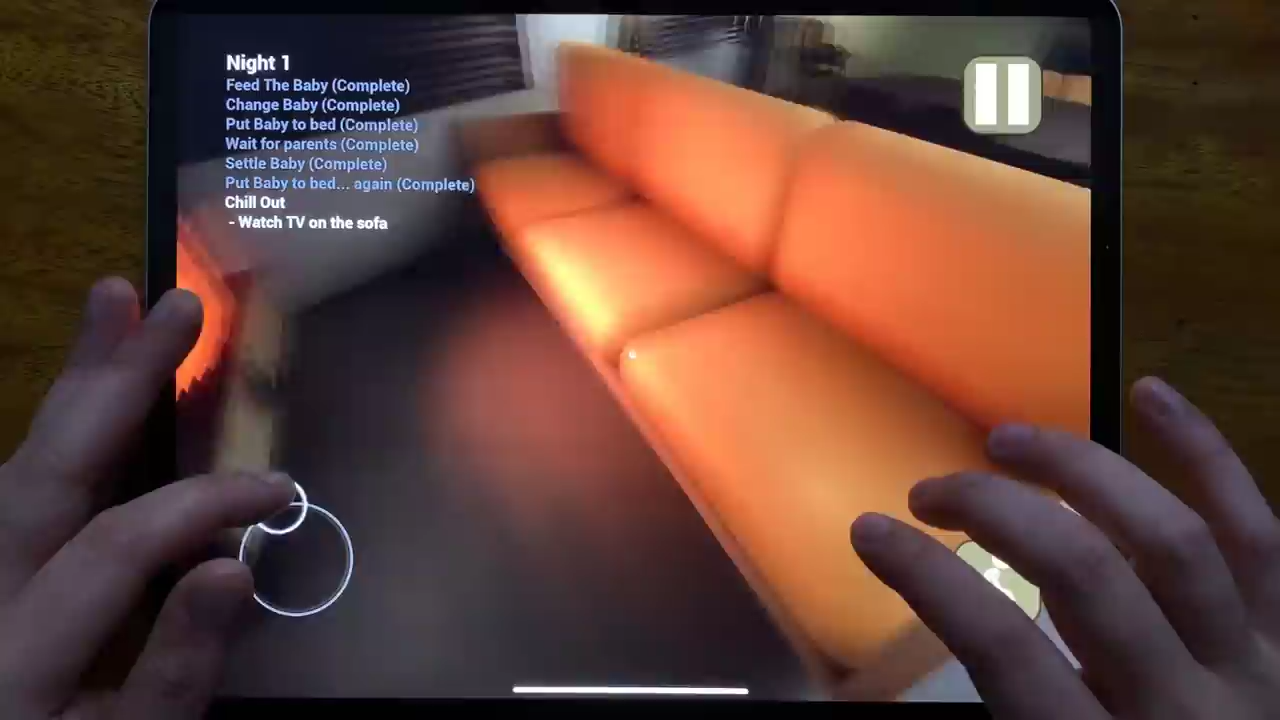 Night 1
Feed The Baby (Complete)
Change Baby (Complete)
Put Baby to bed (Complete)
Wait for parents (Complete)
Settle Baby (Complete)
Put Baby to bed... again (Complete)
Chill Out
- Watch TV on the sofa